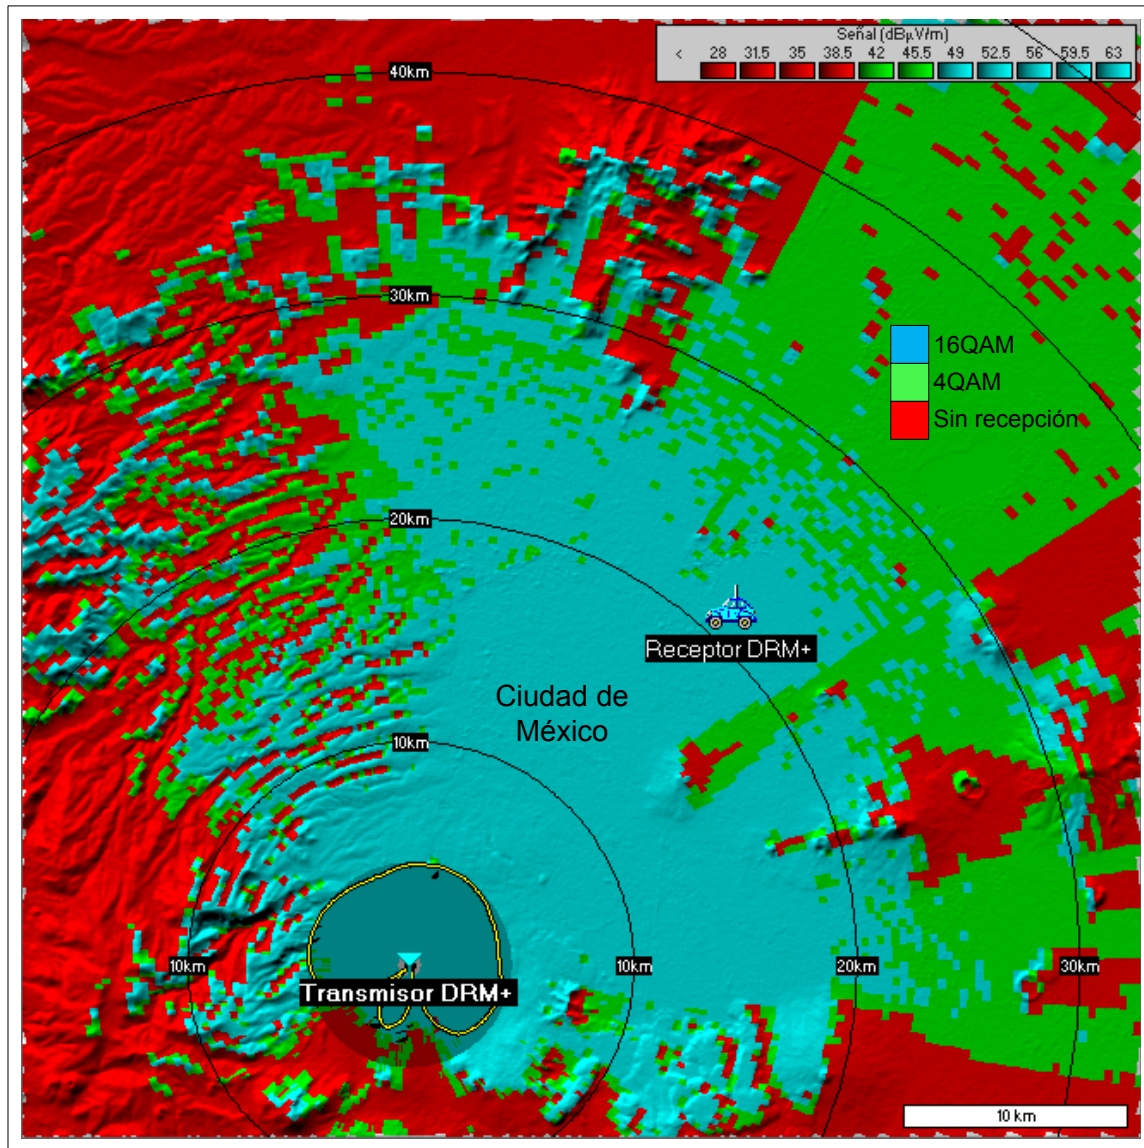 Señal (dBµV/m)
< 28 31.5 35 38.5 42 45.5 49 52.5 56 59.5 63
40km
30km
16QAM
4QAM
Sin recepción
20km
Receptor DRM+
Ciudad de
México
10km
10km
10km
20km
30km
Transmisor DRM+
10 km